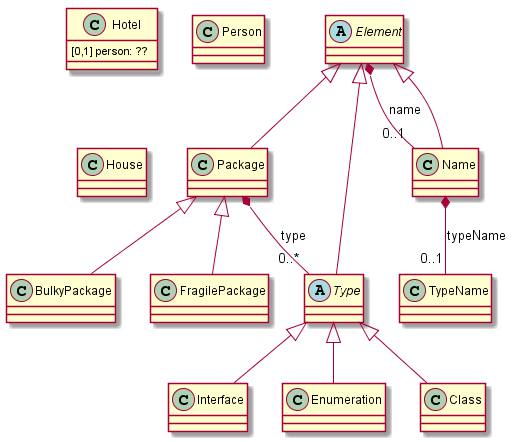 C Hotel
[0,1] person: ??
C Person
A Element
name
0..1
C House
C Package
C Name
type
0..*
typeName
0..1
C BulkyPackage
C FragilePackage
A Type
C TypeName
C Interface
C Enumeration
C Class